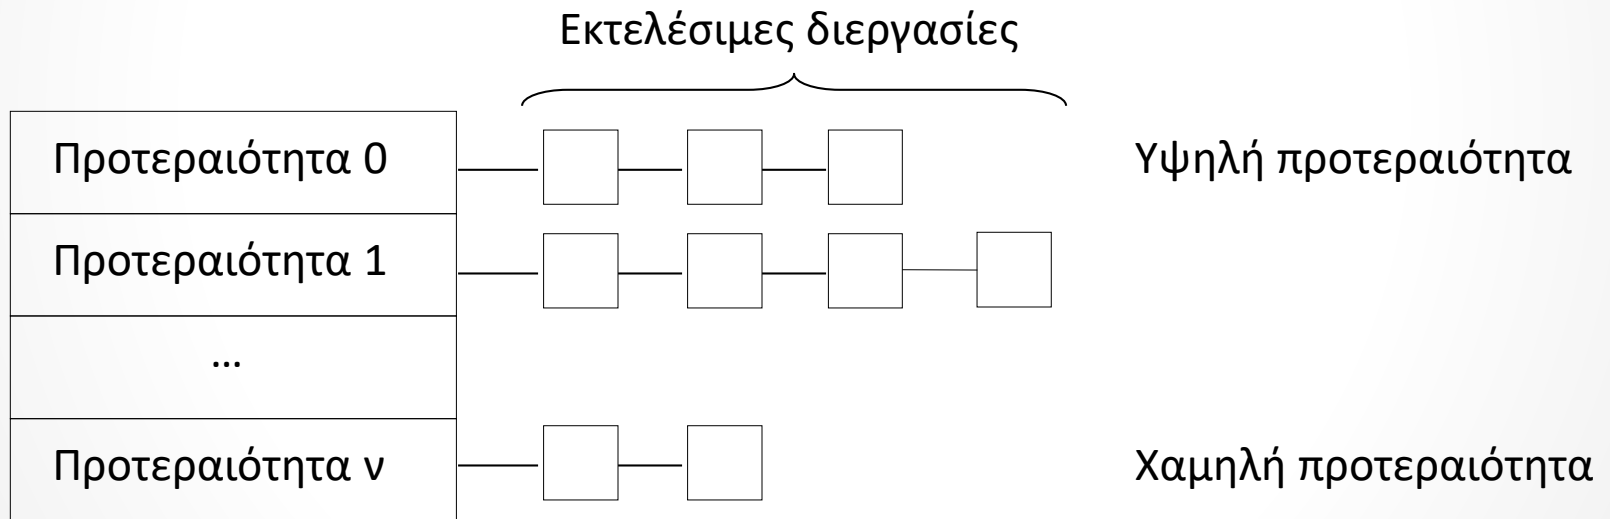 Εκτελέσιμες διεργασίες
Προτεραιότητα 0
Υψηλή προτεραιότητα
Προτεραιότητα 1
...
Προτεραιότητα ν
Χαμηλή προτεραιότητα